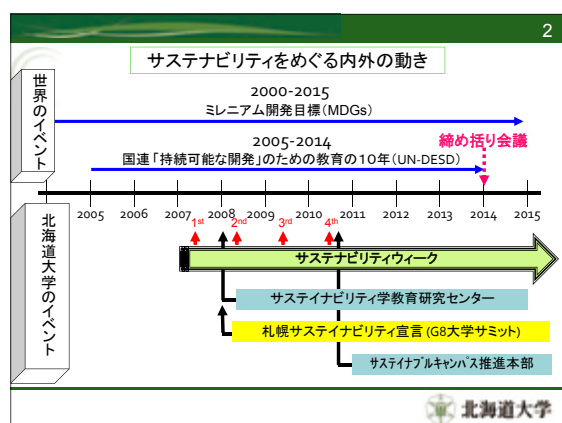 2
サステナビリティをめぐる内外の動き
世界のイベント
2000-2015
ミレニアム開発目標(MDGs)
2005-2014
締め括り会議
国連「持続可能な開発」のための教育の10年(UN-DESD)
2005 2006 2007 2008 2009 2010 2011 2012 2013 2014 2015
北海道大学のイベント
1st 2nd 3rd 4th
サステナビリティウィーク
サステイナビリティ学教育研究センター
札幌サステイナビリティ宣言 (G8大学サミット)
サステイナブルキャンパス推進本部
北海道大学